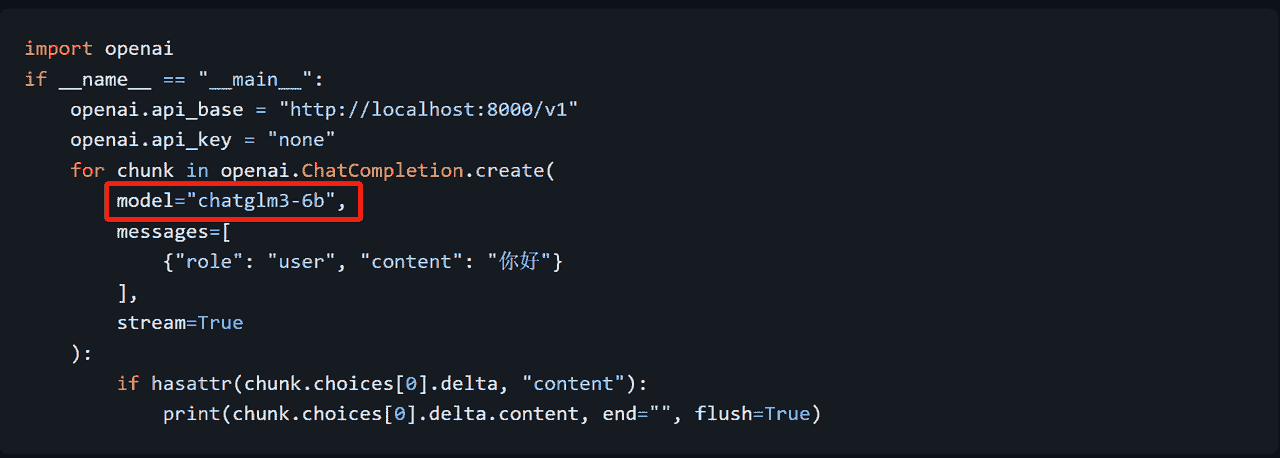 import openai
if __name__ == "__main__":
    openai.api_base = "http://localhost:8000/v1"
    openai.api_key = "none"
    for chunk in openai.ChatCompletion.create(
        model="chatglm3-6b",
        messages=[
            {"role": "user", "content": "你好"}
        ],
        stream=True
    ):
        if hasattr(chunk.choices[0].delta, "content"):
            print(chunk.choices[0].delta.content, end="", flush=True)